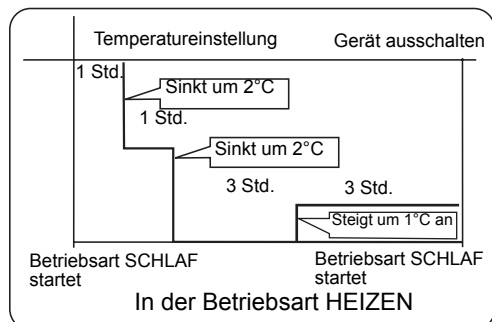 Temperatureinstellung
Gerät ausschalten
1 Std.
Sinkt um 2°C
1 Std.
Sinkt um 2°C
3 Std.
3 Std.
Steigt um 1°C an
Betriebsart SCHLAF
startet
Betriebsart SCHLAF
startet
In der Betriebsart HEIZEN